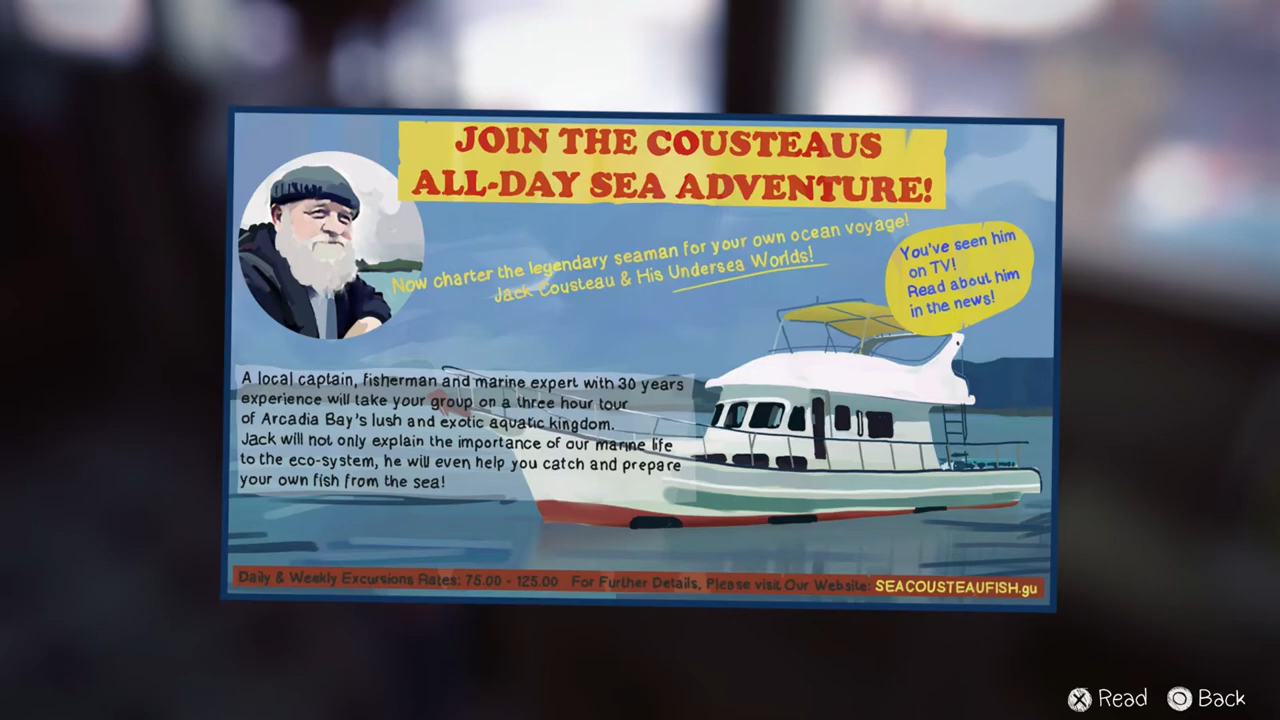 JOIN THE COUSTEAUS
ALL-DAY SEA ADVENTURE!
Now charter the legendary seaman for your own ocean voyage!
Jack Cousteau & His Undersea Worlds!
You've seen him
on TV!
Read about him
in the news!
A local captain, fisherman and marine expert with 30 years
experience will take your group on a three hour tour
of Arcadia Bay's lush and exotic aquatic kingdom.
Jack will not only explain the importance of our marine life
to the eco-system, he will even help you catch and prepare
your own fish from the sea!
Daily & Weekly Excursions Rates: 75.00 - 125.00 For Further Details, Please visit Our Website: SEACOUSTEAUFISH.gu
Read Back